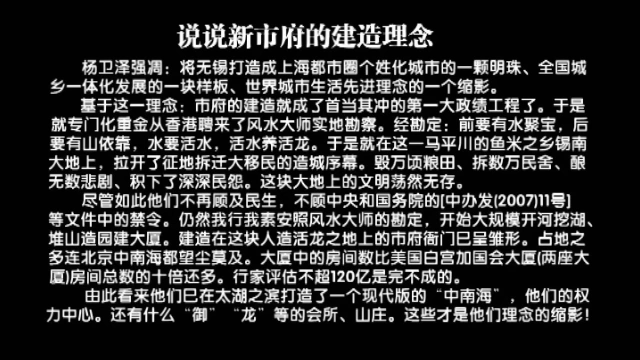 说说新市府的建造理念
杨卫泽强凋：将无锡打造成上海都市圈个姓化城市的一颗明珠、全国城
乡一体化发展的一块样板、世界城市生活先进理念的一个缩影。
基于这一理念：市府的建造就成了首当其冲的第一大政绩工程了。于是
就专门化重金从香港聘来了风水大师实地勘察。经勘定：前要有水聚宝，后
要有山依靠，水要活水，活水养活龙。于是就在这一马平川的鱼米之乡锡南
大地上，拉开了征地拆迁大移民的造城序幕。毁万顷粮田、拆数万民舍、酿
无数悲剧、积下了深深民怨。这块大地上的文明荡然无存。
尽管如此他们不再顾及民生，不顾中央和国务院的[中办发(2007)11号]
等文件中的禁令。仍然我行我素安照风水大师的勘定，开始大规模开河挖湖、
堆山造园建大厦。建造在这块人造活龙之地上的市府衙门已呈雏形。占地之
多连北京中南海都望尘莫及。大厦中的房间数比美国白宫加国会大厦(两座大
厦)房间总数的十倍还多。行家评估不超120亿是完不成的。
由此看来他们已在太湖之滨打造了一个现代版的“中南海”，他们的权
力中心。还有什么“御”“龙”等的会所、山庄。这些才是他们理念的缩影！